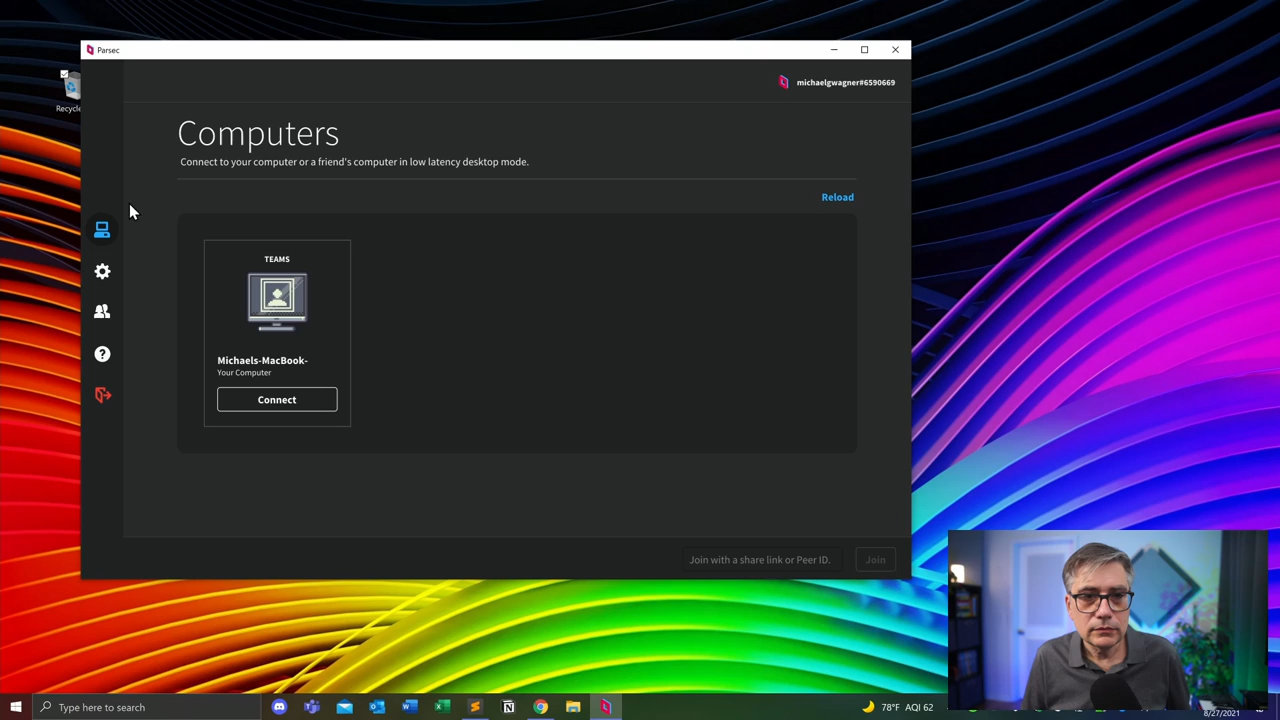 Parsec
michaelgwagner#6590669
Recycle
Computers
Connect to your computer or a friend's computer in low latency desktop mode.
Reload
TEAMS
Michaels-MacBook-
Your Computer
Connect
Join with a share link or Peer ID.
Join
Type here to search
78°F AQI 62
8/27/2021